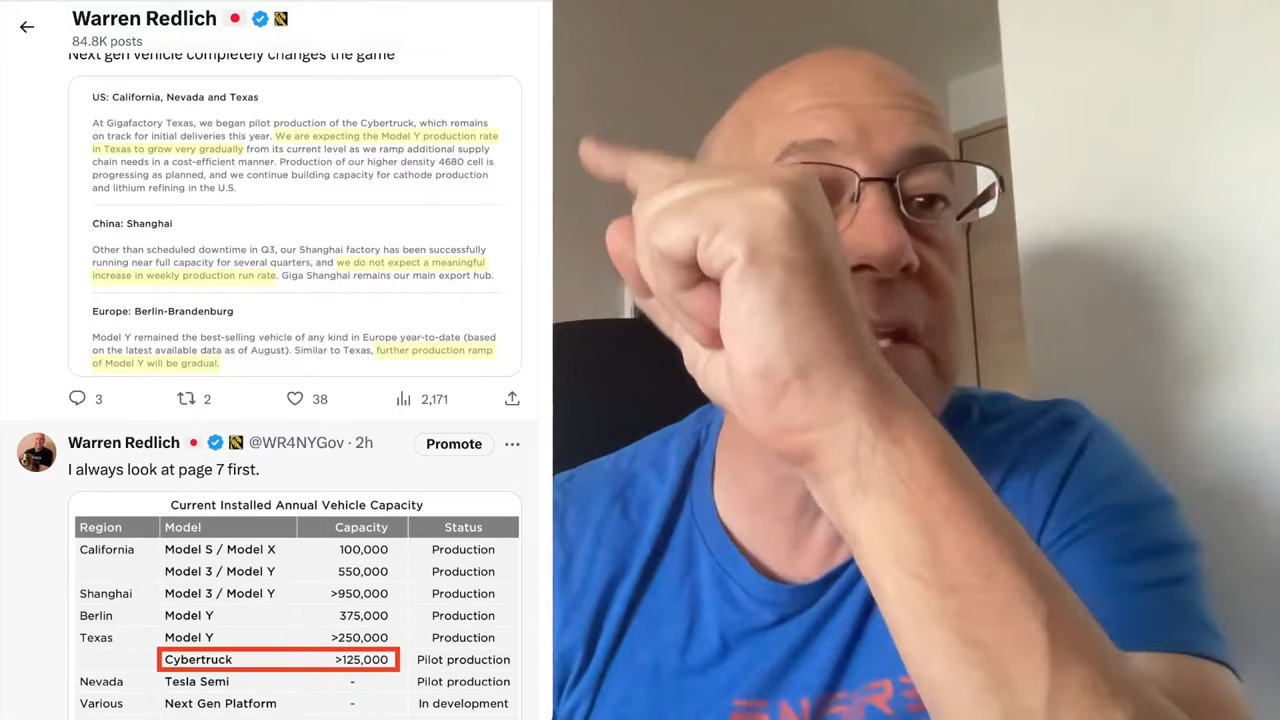 Warren Redlich
84.8K posts
Next gen vehicle completely changes the game
US: California, Nevada and Texas
At Gigafactory Texas, we began pilot production of the Cybertruck, which remains
on track for initial deliveries this year. We are expecting the Model Y production rate
in Texas to grow very gradually from its current level as we ramp additional supply
chain needs in a cost-efficient manner. Production of our higher density 4680 cell is
progressing as planned, and we continue building capacity for cathode production
and lithium refining in the U.S.
China: Shanghai
Other than scheduled downtime in Q3, our Shanghai factory has been successfully
running near full capacity for several quarters, and we do not expect a meaningful
increase in weekly production run rate. Giga Shanghai remains our main export hub.
Europe: Berlin-Brandenburg
Model Y remained the best-selling vehicle of any kind in Europe year-to-date (based
on the latest available data as of August). Similar to Texas, further production ramp
of Model Y will be gradual.
3 2 38 2,171
Warren Redlich @WR4NYGov · 2h Promote
I always look at page 7 first.
Current Installed Annual Vehicle Capacity
Region Model Capacity Status
California Model S / Model X 100,000 Production
Model 3 / Model Y 550,000 Production
Shanghai Model 3 / Model Y >950,000 Production
Berlin Model Y 375,000 Production
Texas Model Y >250,000 Production
Cybertruck >125,000 Pilot production
Nevada Tesla Semi - Pilot production
Various Next Gen Platform - In development